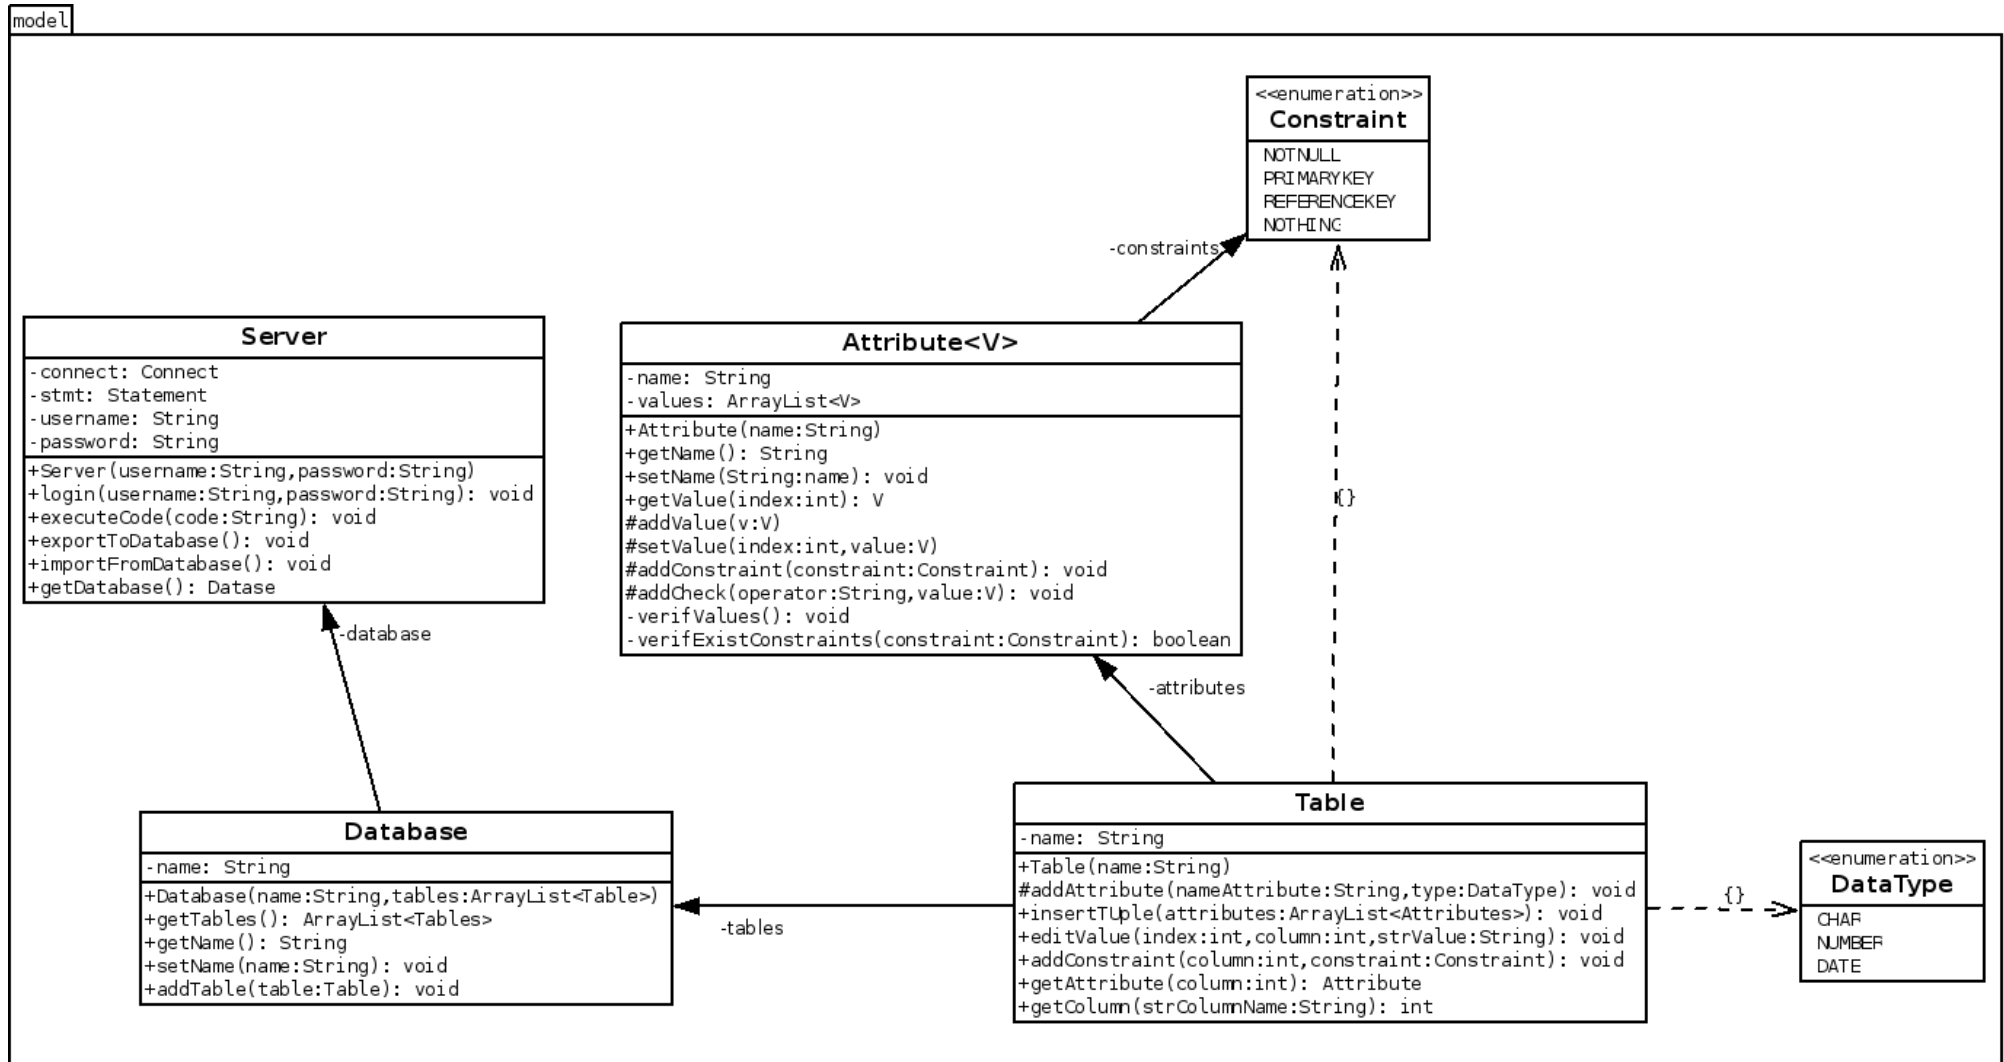 model
<<enumeration>>
Constraint
NOTNULL
PRIMARYKEY
REFERENCEKEY
NOTHING
-constraints
Server
-connect: Connect
-stmt: Statement
-username: String
-password: String
+Server(username:String,password:String)
+login(username:String,password:String): void
+executeCode(code:String): void
+exportToDatabase(): void
+importFromDatabase(): void
+getDatabase(): Datase
Attribute<V>
-name: String
-values: ArrayList<V>
+Attribute(name:String)
+getName(): String
+setName(String:name): void
+getValue(index:int): V
#addValue(v:V)
#setValue(index:int,value:V)
#addConstraint(constraint:Constraint): void
#addCheck(operator:String,value:V): void
-verifValues(): void
-verifExistConstraints(constraint:Constraint): boolean
{}
-database
-attributes
Database
-name: String
+Database(name:String,tables:ArrayList<Table>)
+getTables(): ArrayList<Tables>
+getName(): String
+setName(name:String): void
+addTable(table:Table): void
-tables
Table
-name: String
+Table(name:String)
#addAttribute(nameAttribute:String,type:DataType): void
+insertTUple(attributes:ArrayList<Attributes>): void
+editValue(index:int,column:int,strValue:String): void
+addConstraint(column:int,constraint:Constraint): void
+getAttribute(column:int): Attribute
+getColumn(strColumnName:String): int
{}
<<enumeration>>
DataType
CHAR
NUMBER
DATE